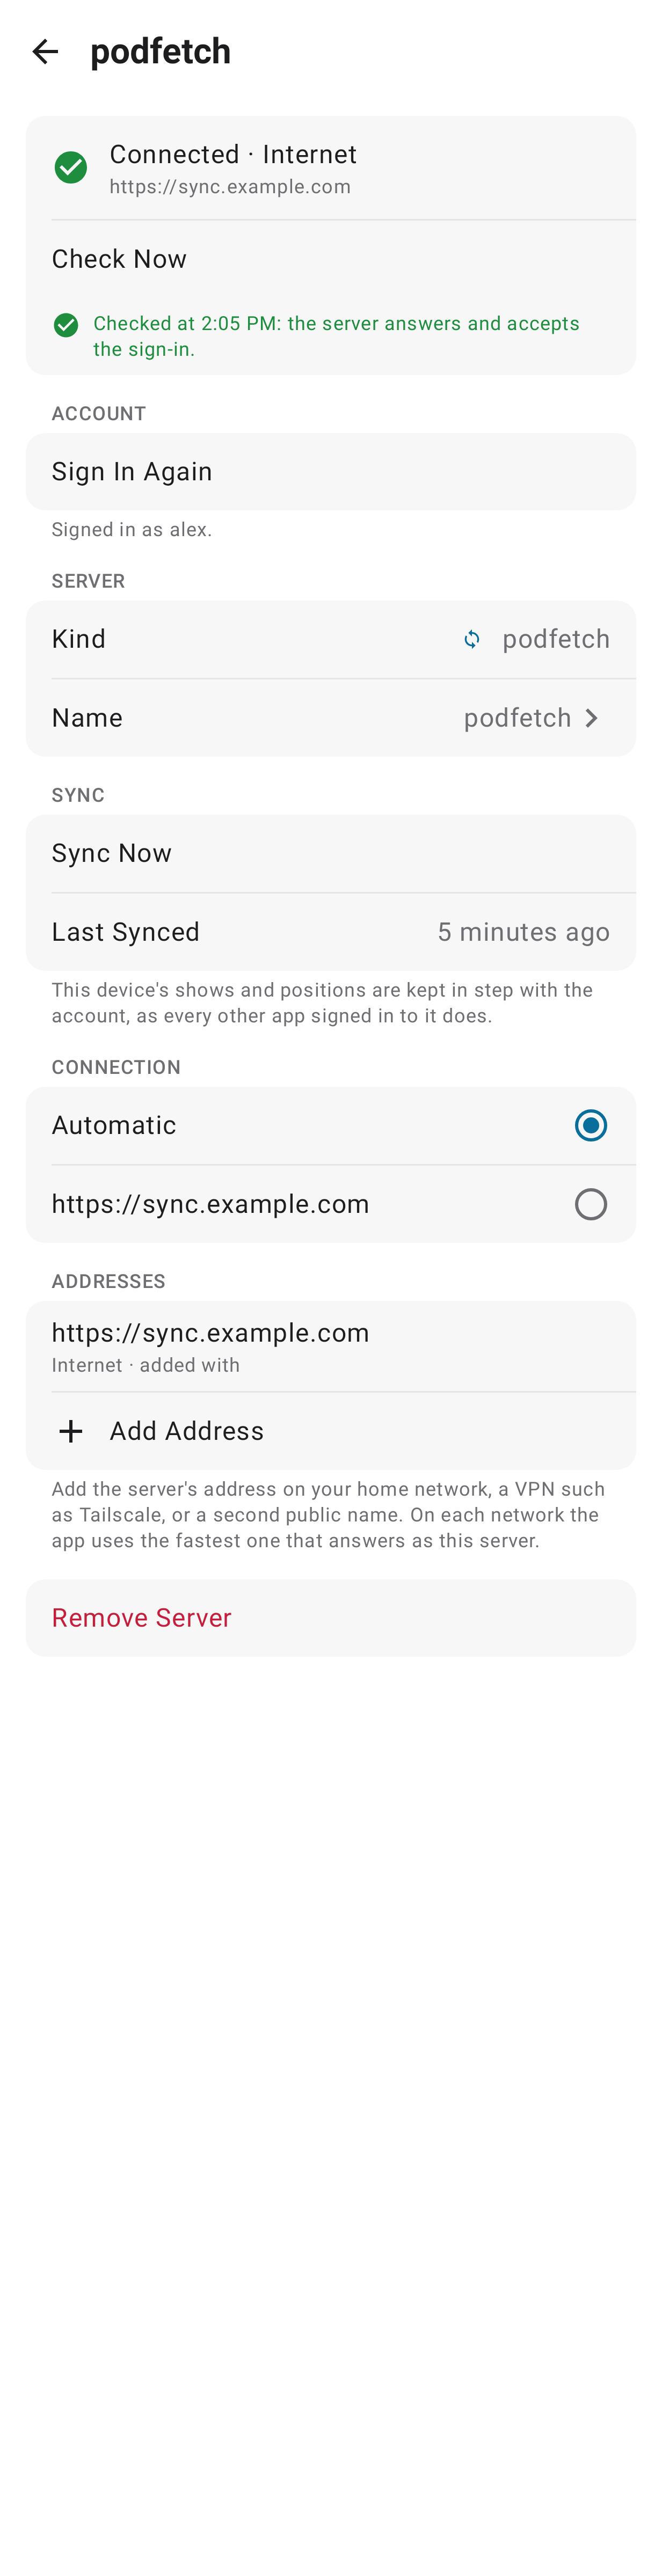 podfetch
Connected · Internet
https://sync.example.com
Check Now
Checked at 2:05 PM: the server answers and accepts
the sign-in.
ACCOUNT
Sign In Again
Signed in as alex.
SERVER
Kind podfetch
Name podfetch
SYNC
Sync Now
Last Synced 5 minutes ago
This device's shows and positions are kept in step with the
account, as every other app signed in to it does.
CONNECTION
Automatic
https://sync.example.com
ADDRESSES
https://sync.example.com
Internet · added with
Add Address
Add the server's address on your home network, a VPN such
as Tailscale, or a second public name. On each network the
app uses the fastest one that answers as this server.
Remove Server